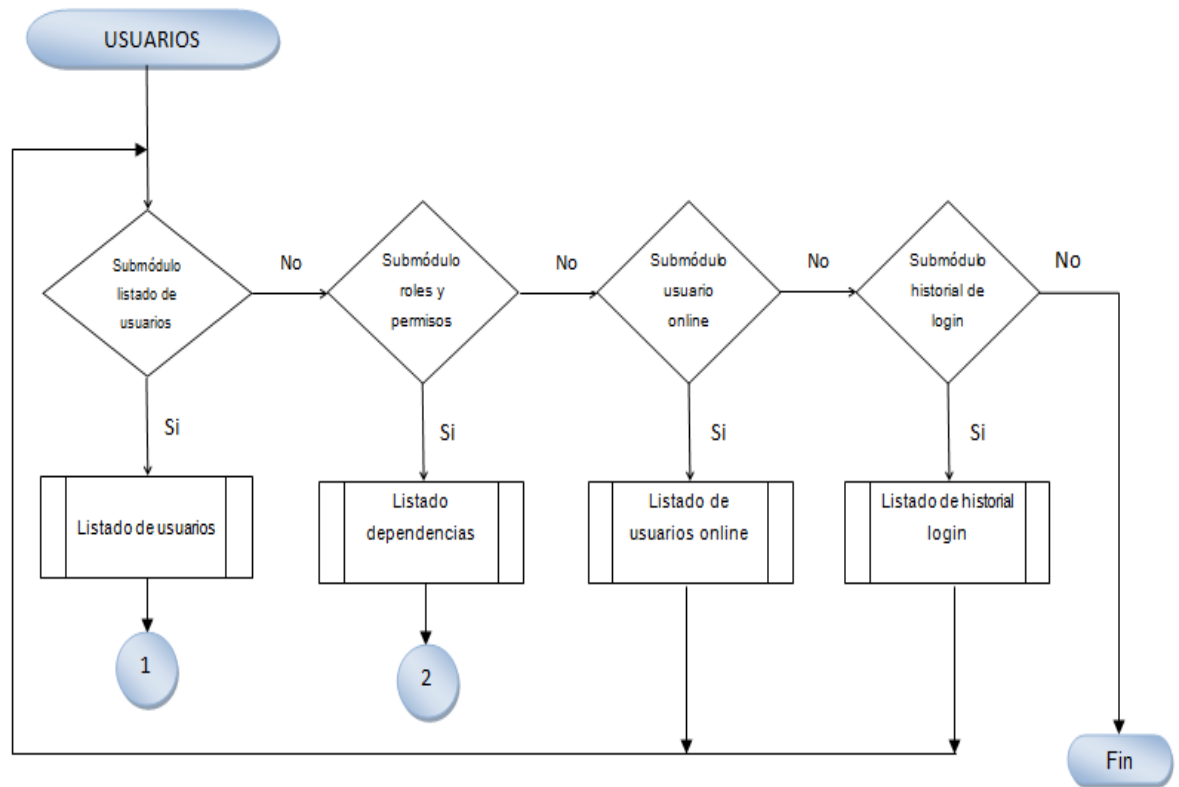 USUARIOS
Submódulo
listado de
usuarios
No
Submódulo
roles y
permisos
No
Submódulo
usuario
online
No
Submódulo
historial de
login
No
Si
Si
Si
Si
Listado de usuarios
Listado
dependencias
Listado de
usuarios online
Listado de historial
login
1
2
Fin